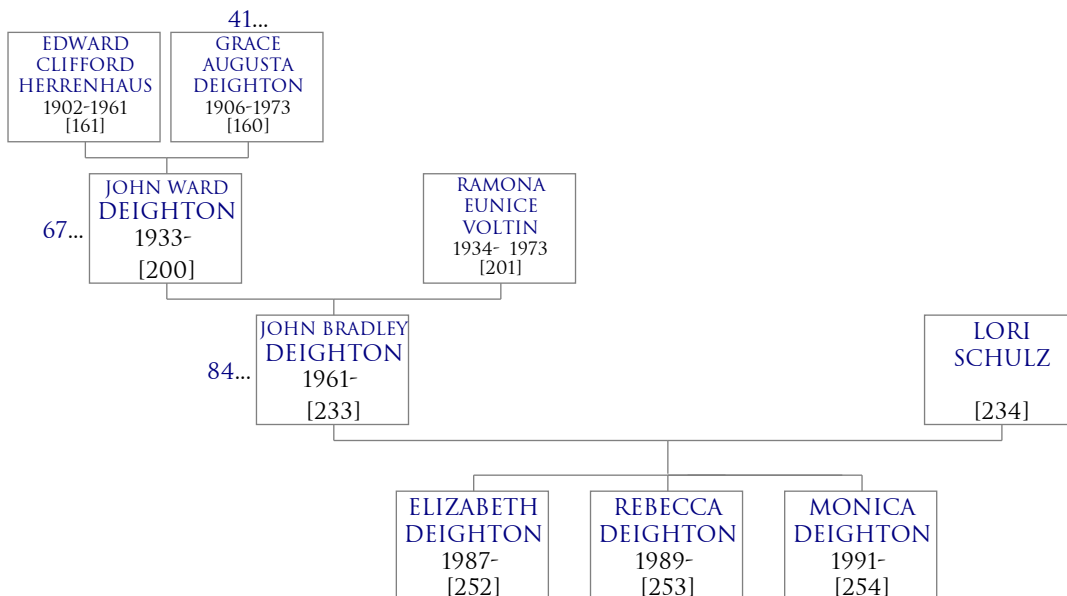 41...
EDWARD
CLIFFORD
HERRENHAUS
1902-1961
[161]
GRACE
AUGUSTA
DEIGHTON
1906-1973
[160]
67...
JOHN WARD
DEIGHTON
1933-
[200]
RAMONA
EUNICE
VOLTIN
1934- 1973
[201]
84...
JOHN BRADLEY
DEIGHTON
1961-
[233]
LORI
SCHULZ
[234]
ELIZABETH
DEIGHTON
1987-
[252]
REBECCA
DEIGHTON
1989-
[253]
MONICA
DEIGHTON
1991-
[254]